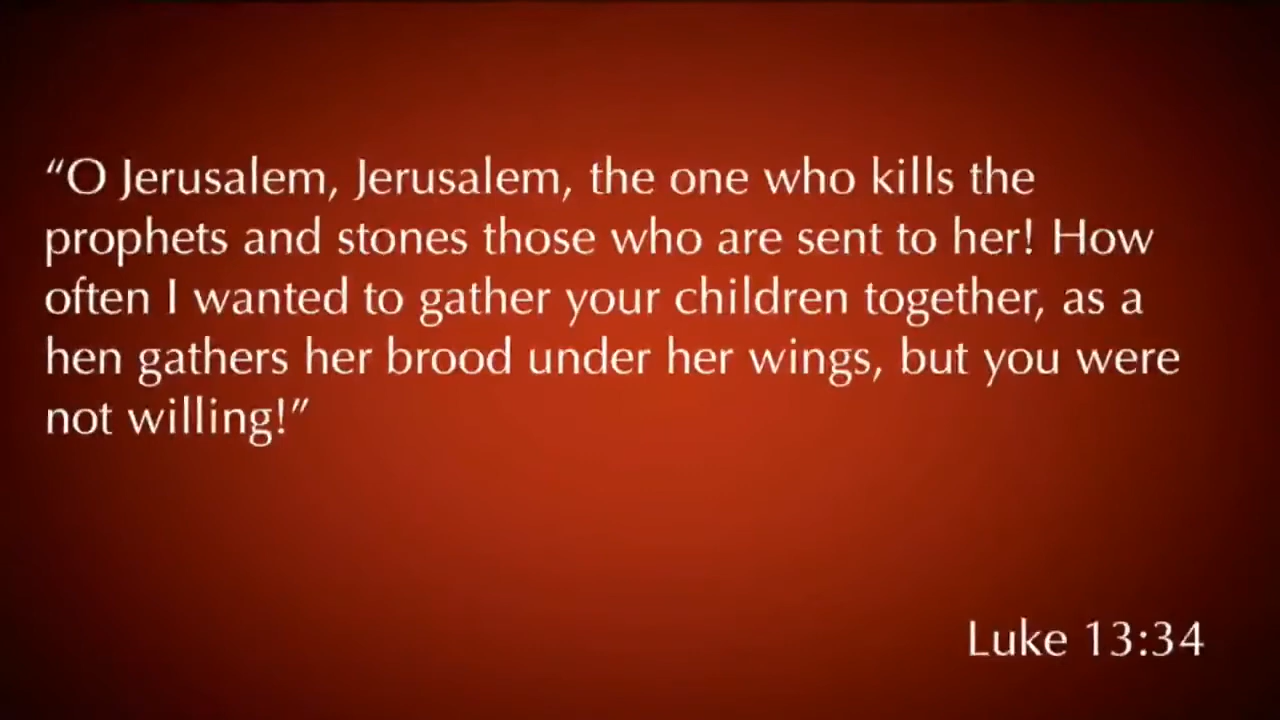 “O Jerusalem, Jerusalem, the one who kills the
prophets and stones those who are sent to her! How
often I wanted to gather your children together, as a
hen gathers her brood under her wings, but you were
not willing!”
Luke 13:34